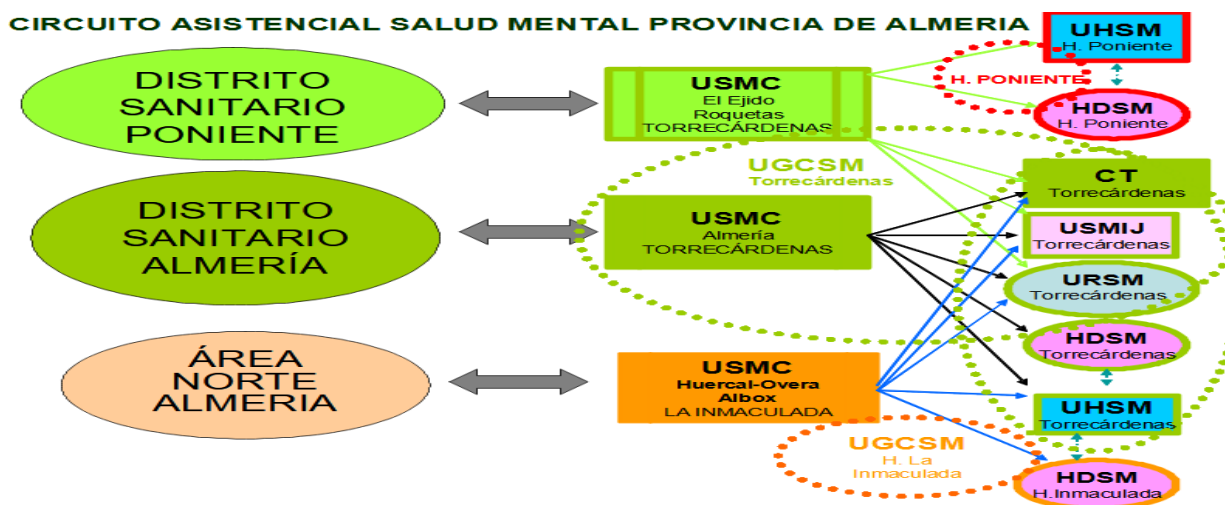 CIRCUITO ASISTENCIAL SALUD MENTAL PROVINCIA DE ALMERIA
DISTRITO
SANITARIO
PONIENTE
USMC
El Ejido
Roquetas
TORRECÁRDENAS
H. PONIENTE
UHSM
H. Poniente
HDSM
H. Poniente
UGCSM
Torrecárdenas
DISTRITO
SANITARIO
ALMERÍA
USMC
Almería
TORRECÁRDENAS
CT
Torrecárdenas
USMIJ
Torrecárdenas
URSM
Torrecárdenas
HDSM
Torrecárdenas
UHSM
Torrecárdenas
ÁREA
NORTE
ALMERIA
USMC
Huercal-Overa
Albox
LA INMACULADA
UGCSM
H. La
Inmaculada
HDSM
H.Inmaculada